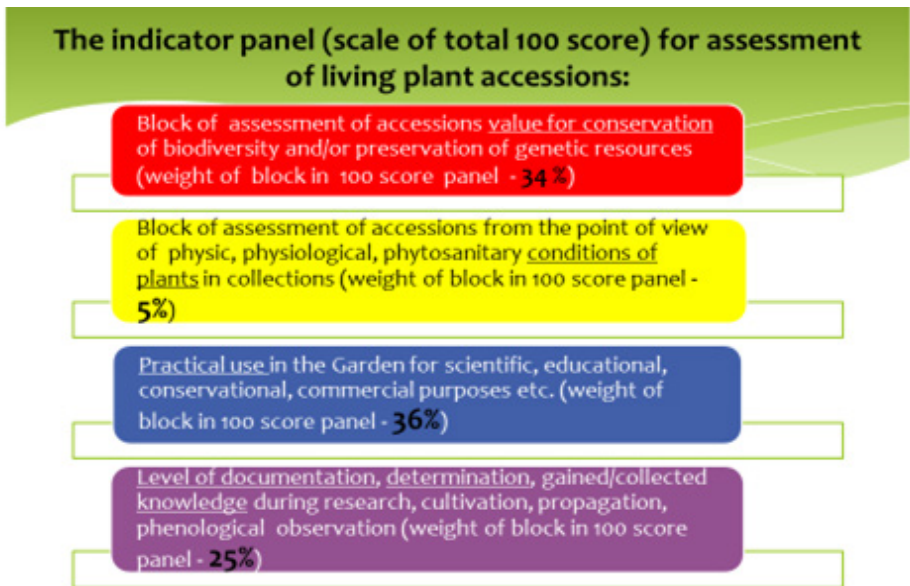 The indicator panel (scale of total 100 score) for assessment
of living plant accessions:
Block of assessment of accessions value for conservation
of biodiversity and/or preservation of genetic resources
(weight of block in 100 score panel - 34 %)
Block of assessment of accessions from the point of view
of physic, physiological, phytosanitary conditions of
plants in collections (weight of block in 100 score panel -
5%)
Practical use in the Garden for scientific, educational,
conservational, commercial purposes etc. (weight of
block in 100 score panel - 36%)
Level of documentation, determination, gained/collected
knowledge during research, cultivation, propagation,
phenological observation (weight of block in 100 score
panel - 25%)